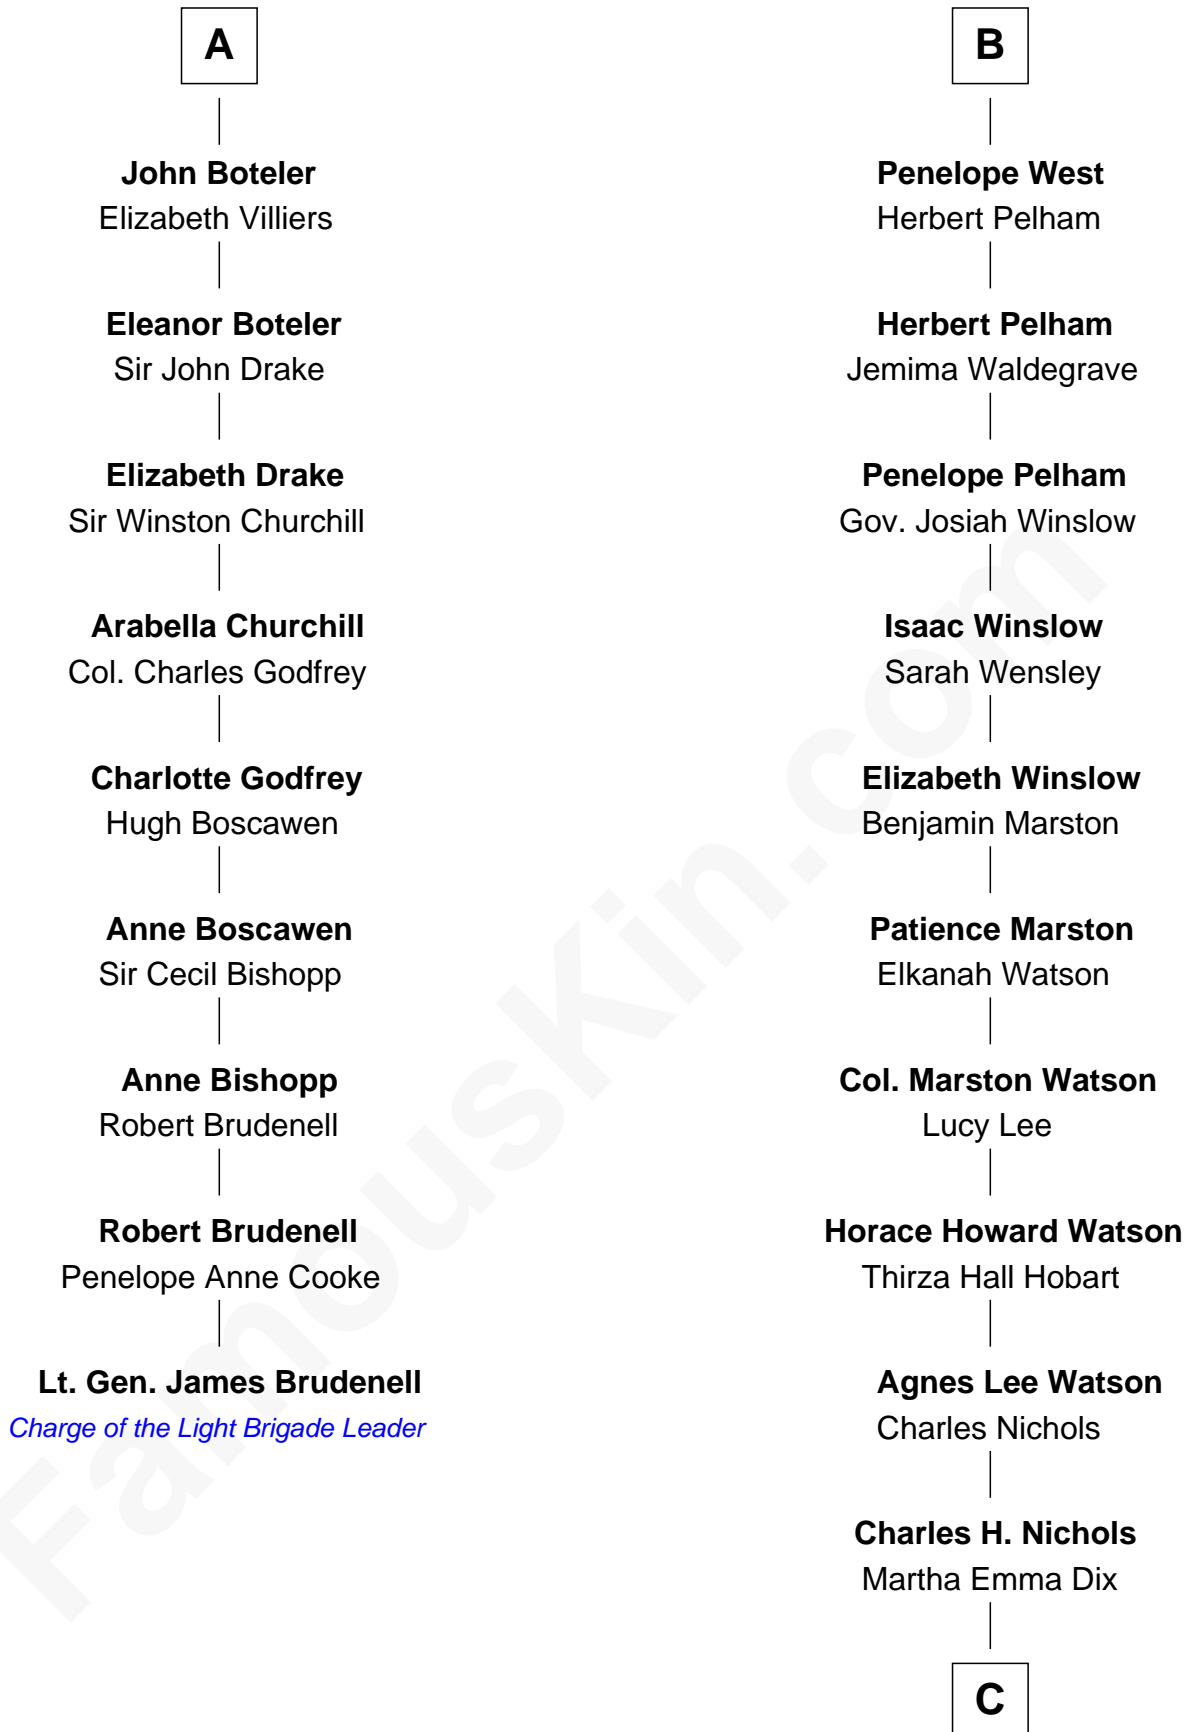 A
John Boteler
Elizabeth Villiers
Eleanor Boteler
Sir John Drake
Elizabeth Drake
Sir Winston Churchill
Arabella Churchill
Col. Charles Godfrey
Charlotte Godfrey
Hugh Boscawen
Anne Boscawen
Sir Cecil Bishopp
Anne Bishopp
Robert Brudenell
Robert Brudenell
Penelope Anne Cooke
Lt. Gen. James Brudenell
Charge of the Light Brigade Leader
B
Penelope West
Herbert Pelham
Herbert Pelham
Jemima Waldegrave
Penelope Pelham
Gov. Josiah Winslow
Isaac Winslow
Sarah Wensley
Elizabeth Winslow
Benjamin Marston
Patience Marston
Elkanah Watson
Col. Marston Watson
Lucy Lee
Horace Howard Watson
Thirza Hall Hobart
Agnes Lee Watson
Charles Nichols
Charles H. Nichols
Martha Emma Dix
C
FamousKin.com